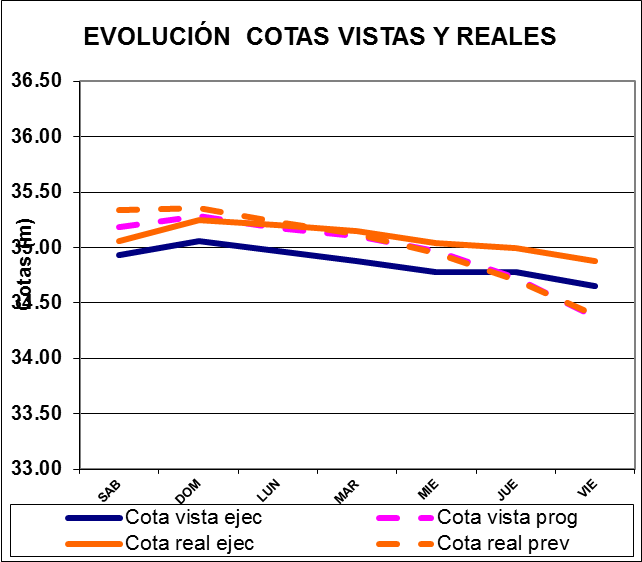 EVOLUCIÓN  COTAS VISTAS Y REALES
36.50
36.00
35.50
35.00
34.50
34.00
33.50
33.00
Cotas (m)
SAB DOM LUN MAR MIE JUE VIE
Cota vista ejec Cota vista prog
Cota real ejec Cota real prev